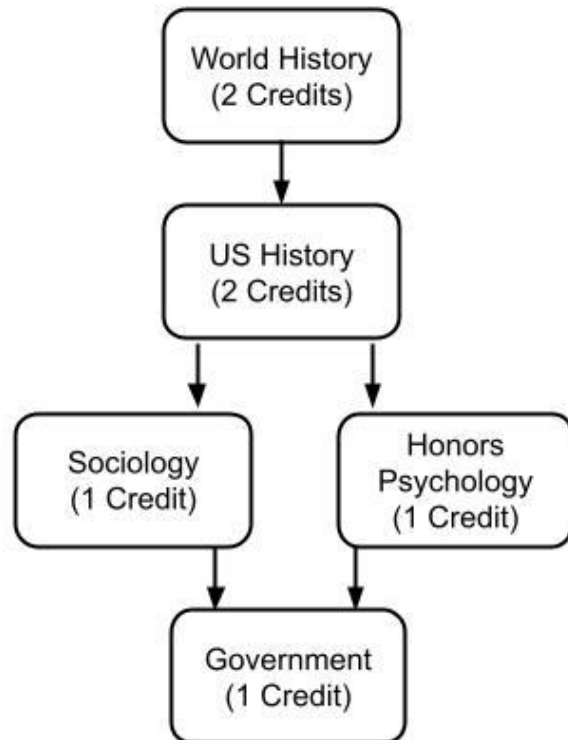 World History
(2 Credits)
US History
(2 Credits)
Sociology
(1 Credit)
Honors
Psychology
(1 Credit)
Government
(1 Credit)